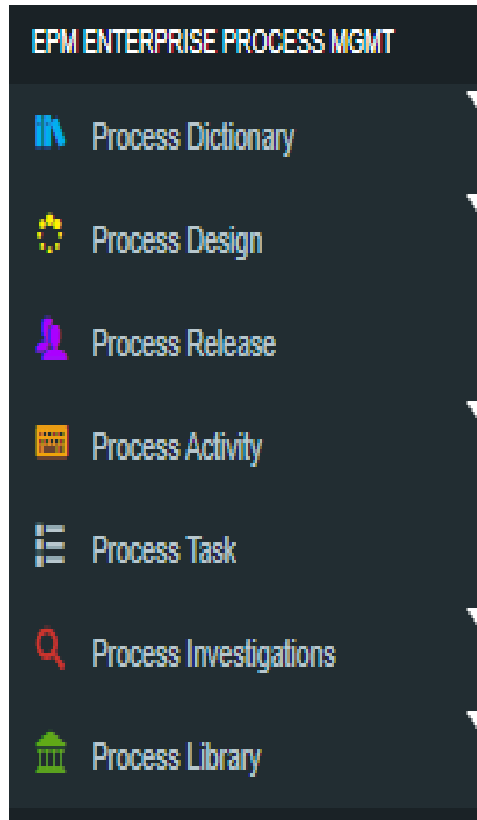 EPM ENTERPRISE PROCESS MGMT
Process Dictionary
Process Design
Process Release
Process Activity
Process Task
Process Investigations
Process Library